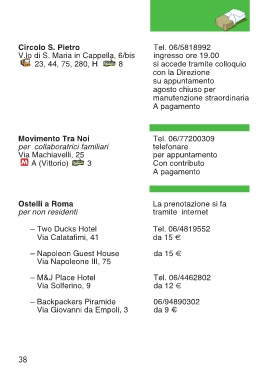 Circolo S. Pietro Tel. 06/5818992
V.lo di S. Maria in Cappella, 6/bis ingresso ore 19.00
23, 44, 75, 280, H 8 si accede tramite colloquio
con la Direzione
su appuntamento
agosto chiuso per
manutenzione straordinaria
A pagamento
Movimento Tra Noi Tel. 06/77200309
per collaboratrici familiari telefonare
Via Machiavelli, 25 per appuntamento
M A (Vittorio) 3 Con contributo
A pagamento
Ostelli a Roma La prenotazione si fa
per non residenti tramite internet
– Two Ducks Hotel Tel. 06/4819552
Via Calatafimi, 41 da 15 €
– Napoleon Guest House da 15 €
Via Napoleone III, 75
– M&J Place Hotel Tel. 06/4462802
Via Solferino, 9 da 12 €
– Backpackers Piramide 06/94890302
Via Giovanni da Empoli, 3 da 9 €
38